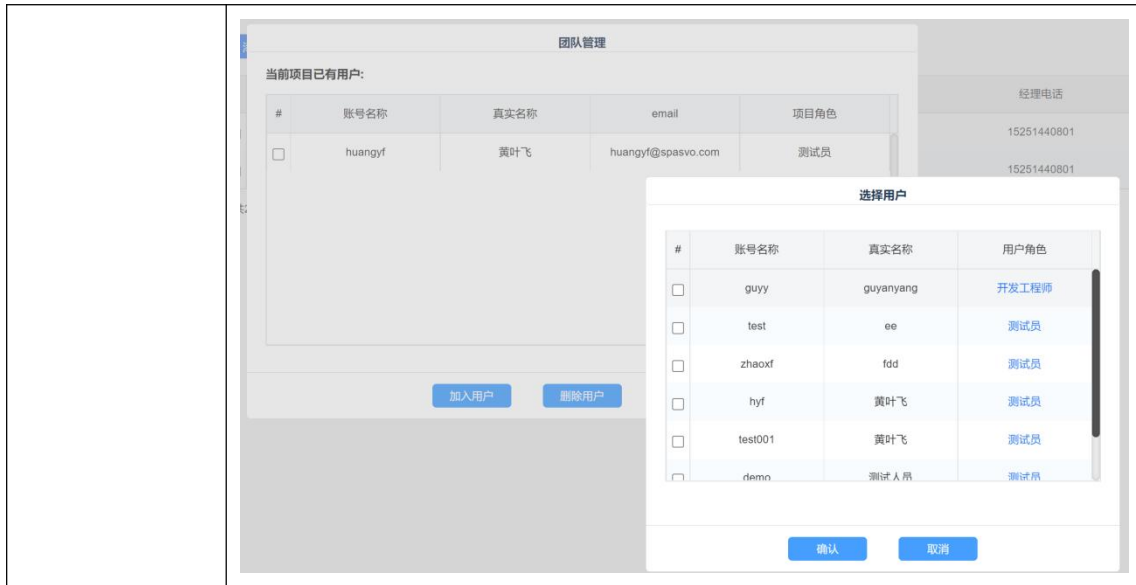 团队管理
当前项目已有用户:
# 账号名称 真实名称 email 项目角色
huangyf 黄叶飞 huangyf@spasvo.com 测试员
经理电话
15251440801
15251440801
选择用户
# 账号名称 真实名称 用户角色
guyy guyanyang 开发工程师
test ee 测试员
zhaoxf fdd 测试员
hyf 黄叶飞 测试员
test001 黄叶飞 测试员
demo 测试人员 测试员
加入用户 删除用户
确认 取消